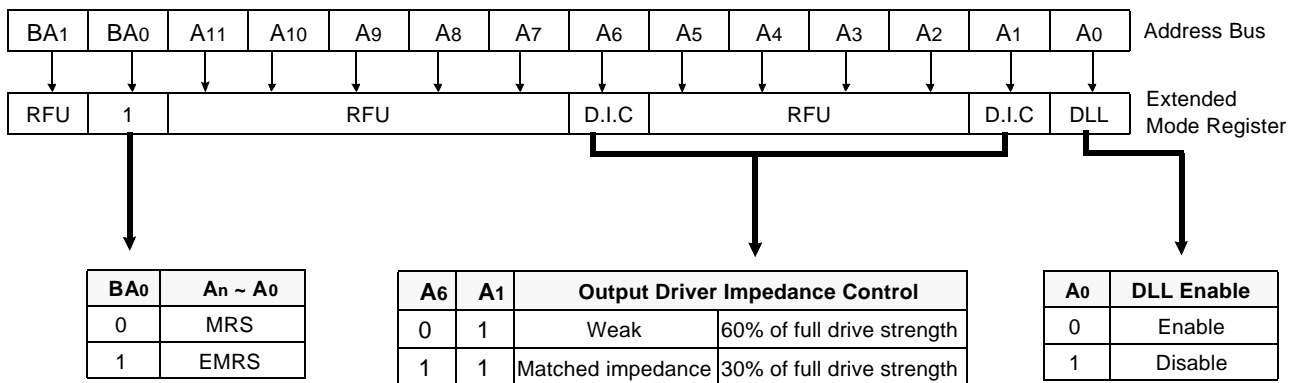 BA1 BA0 A11 A10 A9 A8 A7 A6 A5 A4 A3 A2 A1 A0 Address Bus
RFU 1 RFU D.I.C RFU D.I.C DLL Extended
Mode Register
BA0 An ~ A0
0 MRS
1 EMRS
A6 A1 Output Driver Impedance Control
0 1 Weak 60% of full drive strength
1 1 Matched impedance 30% of full drive strength
A0 DLL Enable
0 Enable
1 Disable